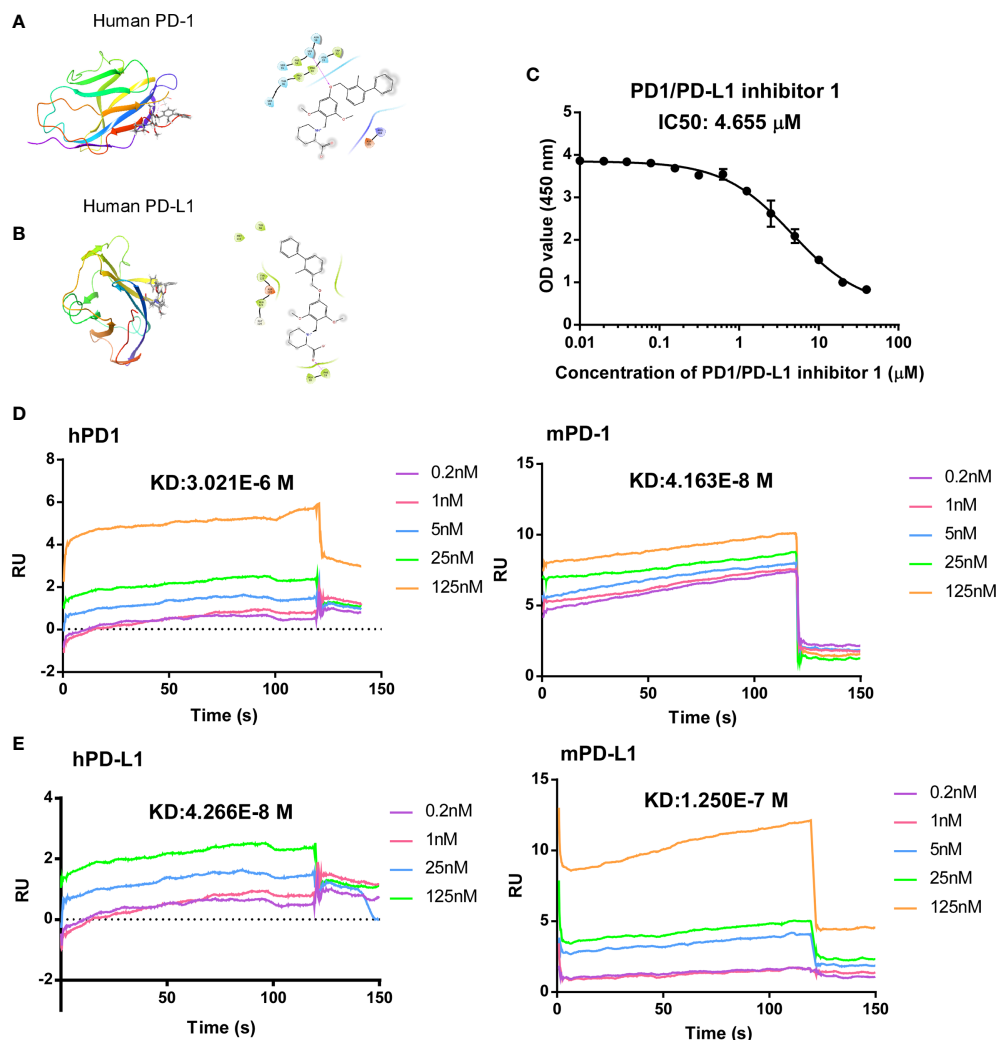 A
Human PD-1
B
Human PD-L1
C
PD1/PD-L1 inhibitor 1
IC50: 4.655 μM
OD value (450 nm)
5
4
3
2
1
0
0.01
0.1
1
10
100
Concentration of PD1/PD-L1 inhibitor 1 (μM)
D
hPD1
KD:3.021E-6 M
RU
8
6
4
2
0
-2
0
50
100
150
Time (s)
0.2nM
1nM
5nM
25nM
125nM
mPD-1
KD:4.163E-8 M
RU
15
10
5
0
0
50
100
150
Time (s)
0.2nM
1nM
5nM
25nM
125nM
E
hPD-L1
KD:4.266E-8 M
RU
4
2
0
-2
50
100
150
Time (s)
0.2nM
1nM
25nM
125nM
mPD-L1
KD:1.250E-7 M
RU
15
10
5
0
0
50
100
150
Time (s)
0.2nM
1nM
5nM
25nM
125nM